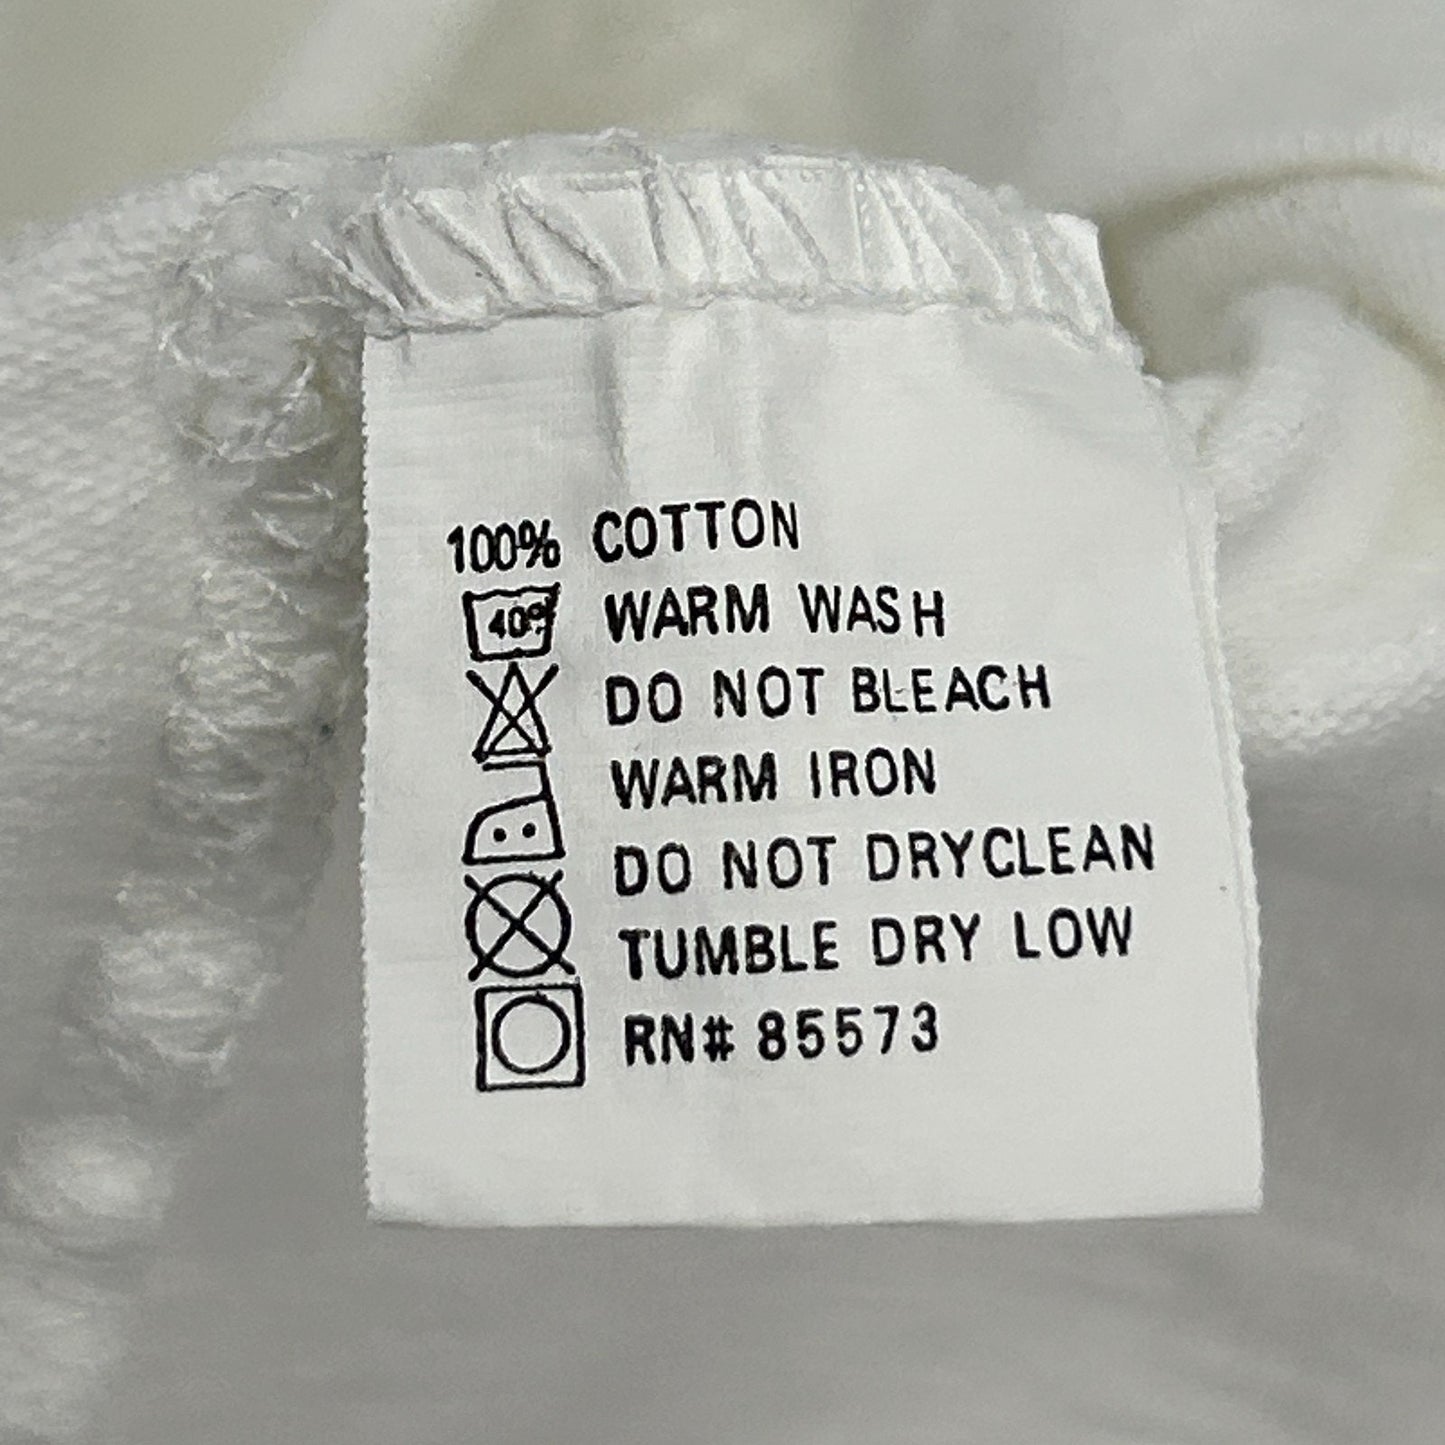 100% COTTON
40° WARM WASH
DO NOT BLEACH
WARM IRON
DO NOT DRYCLEAN
TUMBLE DRY LOW
RN# 85573